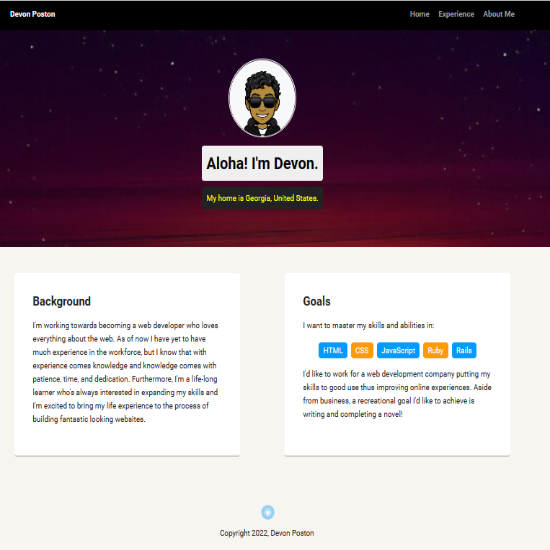 Devon Poston
Home Experience About Me
Aloha! I'm Devon.
My home is Georgia, United States.
Background
I'm working towards becoming a web developer who loves
everything about the web. As of now I have yet to have
much experience in the workforce, but I know that with
experience comes knowledge and knowledge comes with
patience, time, and dedication. Furthermore, I'm a life-long
learner who's always interested in expanding my skills and
I'm excited to bring my life experience to the process of
building fantastic looking websites.
Goals
I want to master my skills and abilities in:
HTML CSS JavaScript Ruby Rails
I'd like to work for a web development company putting my
skills to good use thus improving online experiences. Aside
from business, a recreational goal I'd like to achieve is
writing and completing a novel!
Copyright 2022, Devon Poston